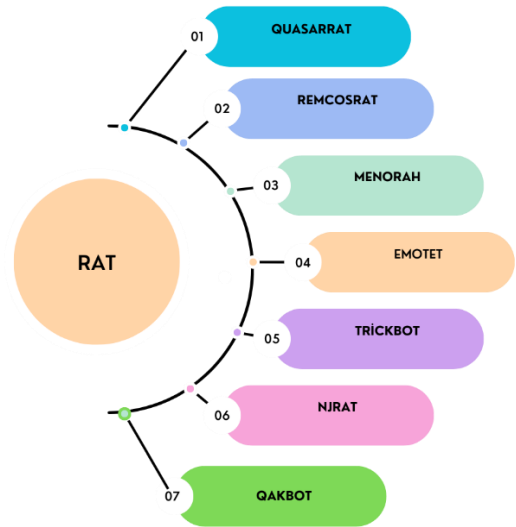 01 QUASARRAT
02 REMCOSRAT
03 MENORAH
RAT
04 EMOTET
05 TRİCKBOT
06 NJRAT
07 QAKBOT